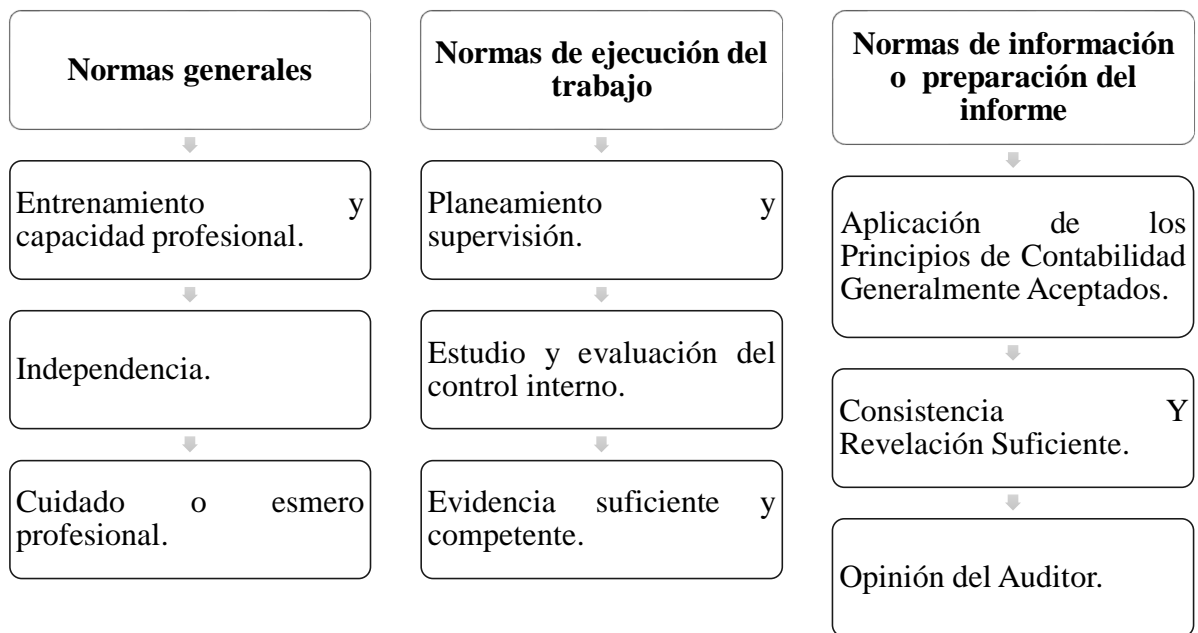 Normas generales
Entrenamiento y
capacidad profesional.
Independencia.
Cuidado o esmero
profesional.
Normas de ejecución del
trabajo
Planeamiento y
supervisión.
Estudio y evaluación del
control interno.
Evidencia suficiente y
competente.
Normas de información
o preparación del
informe
Aplicación de los
Principios de Contabilidad
Generalmente Aceptados.
Consistencia Y
Revelación Suficiente.
Opinión del Auditor.